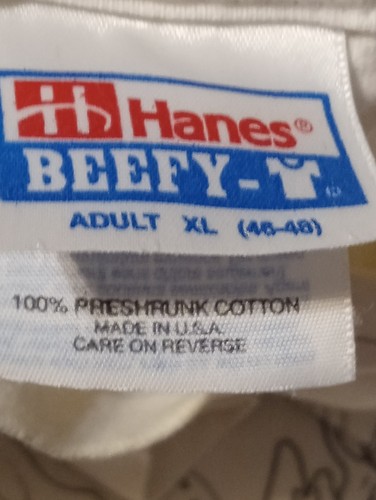 Hanes®
BEEFY-T
ADULT XL (46-48)
100% PRESHRUNK COTTON
MADE IN U.S.A.
CARE ON REVERSE